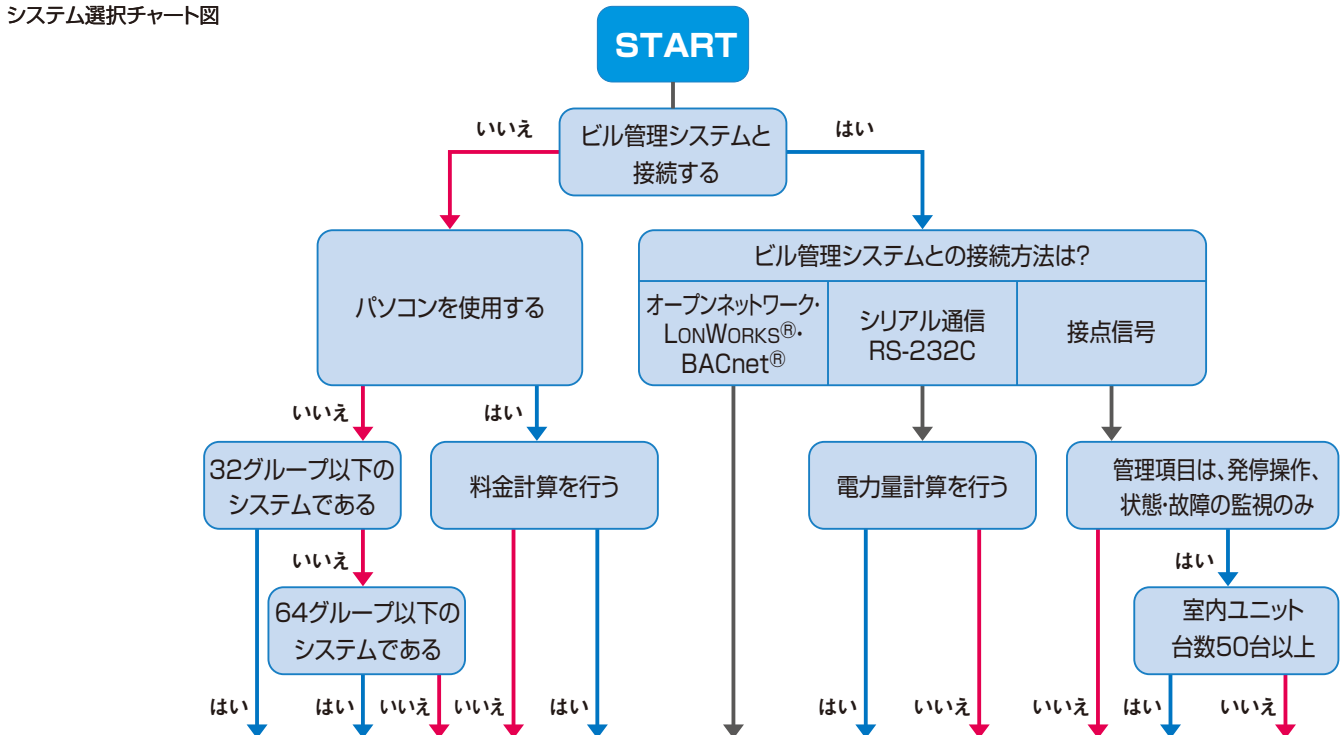 システム選択チャート図
START
いいえ
はい
ビル管理システムと
接続する
パソコンを使用する
ビル管理システムとの接続方法は?
オープンネットワーク・
LONWORKS®・
BACnet®
シリアル通信
RS-232C
接点信号
いいえ
はい
32グループ以下の
システムである
料金計算を行う
電力量計算を行う
管理項目は、発停操作、
状態・故障の監視のみ
いいえ
はい
64グループ以下の
システムである
室内ユニット
台数50台以上
はい
はい
いいえ
いいえ
はい
はい
いいえ
いいえ
はい
いいえ